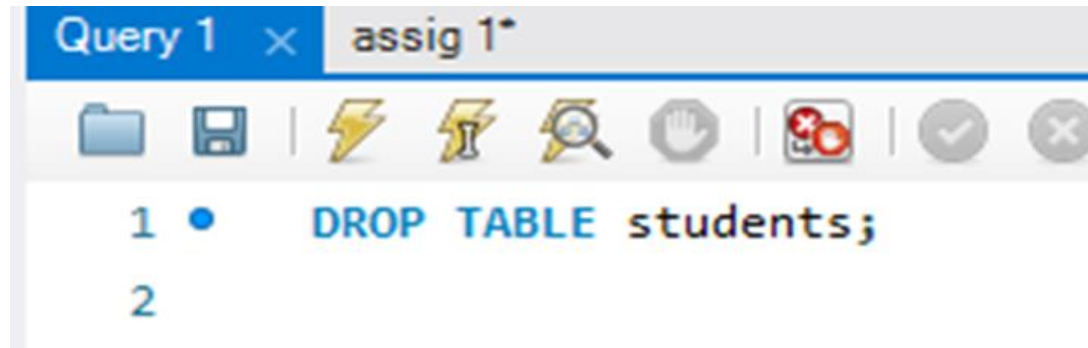 Query 1 assig 1*
1 DROP TABLE students;
2